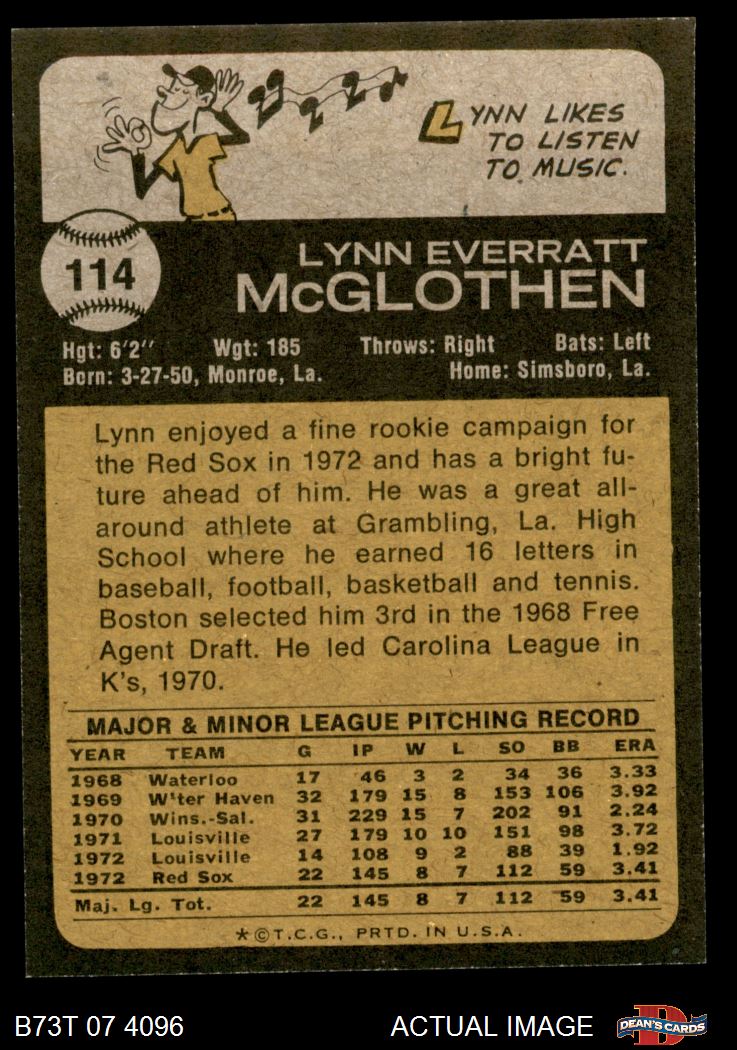 LYNN LIKES
TO LISTEN
TO MUSIC.
114
LYNN EVERRATT
McGLOTHEN
Hgt: 6'2" Wgt: 185 Throws: Right Bats: Left
Born: 3-27-50, Monroe, La. Home: Simsboro, La.
Lynn enjoyed a fine rookie campaign for
the Red Sox in 1972 and has a bright fu-
ture ahead of him. He was a great all-
around athlete at Grambling, La. High
School where he earned 16 letters in
baseball, football, basketball and tennis.
Boston selected him 3rd in the 1968 Free
Agent Draft. He led Carolina League in
K's, 1970.
MAJOR & MINOR LEAGUE PITCHING RECORD
YEAR TEAM G IP W L SO BB ERA
1968 Waterloo 17 46 3 2 34 36 3.33
1969 W'ter Haven 32 179 15 8 153 106 3.92
1970 Wins.-Sal. 31 229 15 7 202 91 2.24
1971 Louisville 27 179 10 10 151 98 3.72
1972 Louisville 14 108 9 2 88 39 1.92
1972 Red Sox 22 145 8 7 112 59 3.41
Maj. Lg. Tot. 22 145 8 7 112 59 3.41
*©T.C.G., PRTD. IN U.S.A.
B73T 07 4096 ACTUAL IMAGE D DEAN'S CARDS